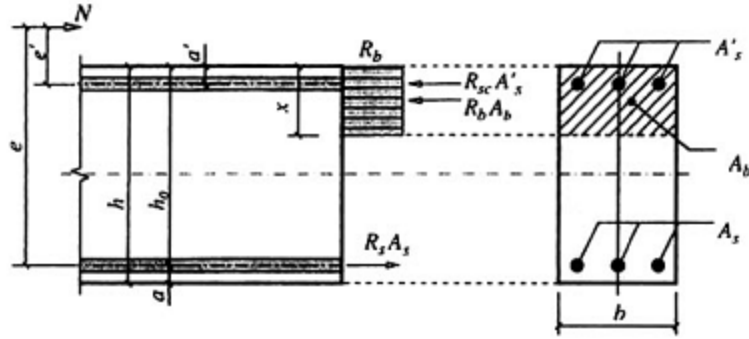 N
e'
a'
R_b
A'_s
R_sc A'_s
R_b A_b
x
e
h
h_0
A_b
R_s A_s
A_s
a
b